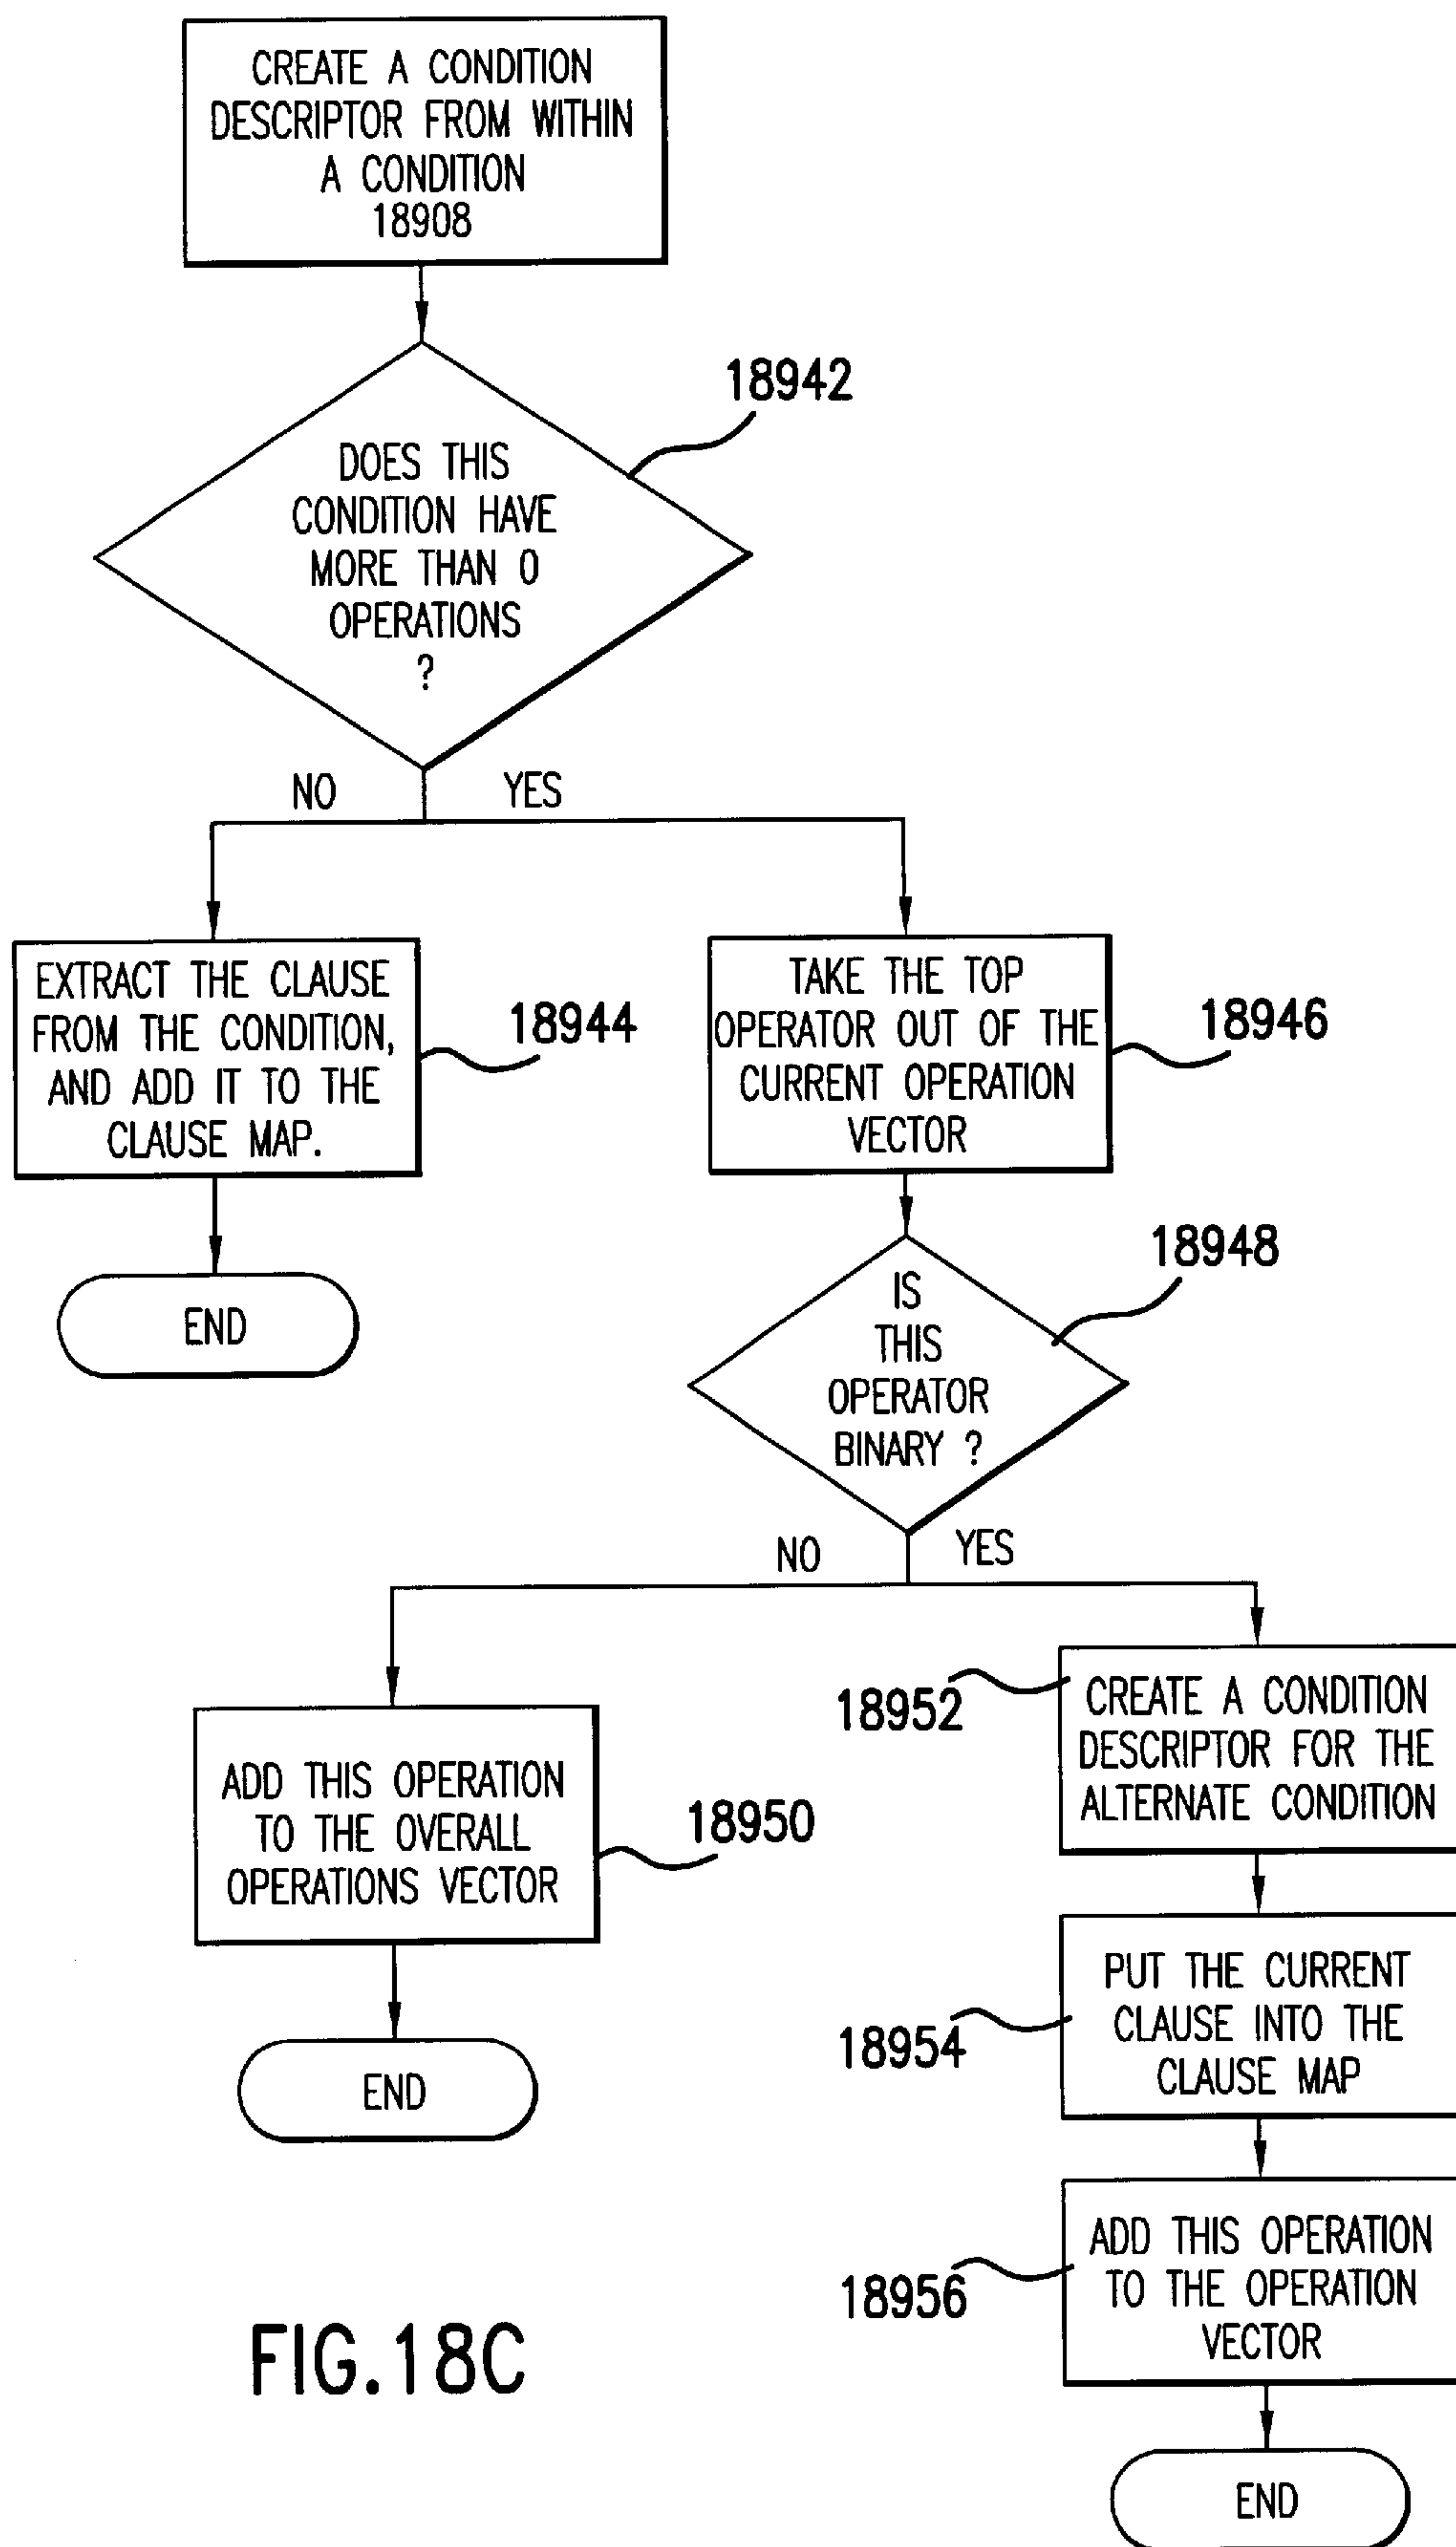 CREATE A CONDITION
DESCRIPTOR FROM WITHIN
A CONDITION
18908
18942
DOES THIS
CONDITION HAVE
MORE THAN 0
OPERATIONS
?
NO
YES
EXTRACT THE CLAUSE
FROM THE CONDITION,
AND ADD IT TO THE
CLAUSE MAP.
18944
END
TAKE THE TOP
OPERATOR OUT OF THE
CURRENT OPERATION
VECTOR
18946
18948
IS
THIS
OPERATOR
BINARY ?
NO
YES
ADD THIS OPERATION
TO THE OVERALL
OPERATIONS VECTOR
18950
END
18952
CREATE A CONDITION
DESCRIPTOR FOR THE
ALTERNATE CONDITION
18954
PUT THE CURRENT
CLAUSE INTO THE
CLAUSE MAP
18956
ADD THIS OPERATION
TO THE OPERATION
VECTOR
END
FIG.18C